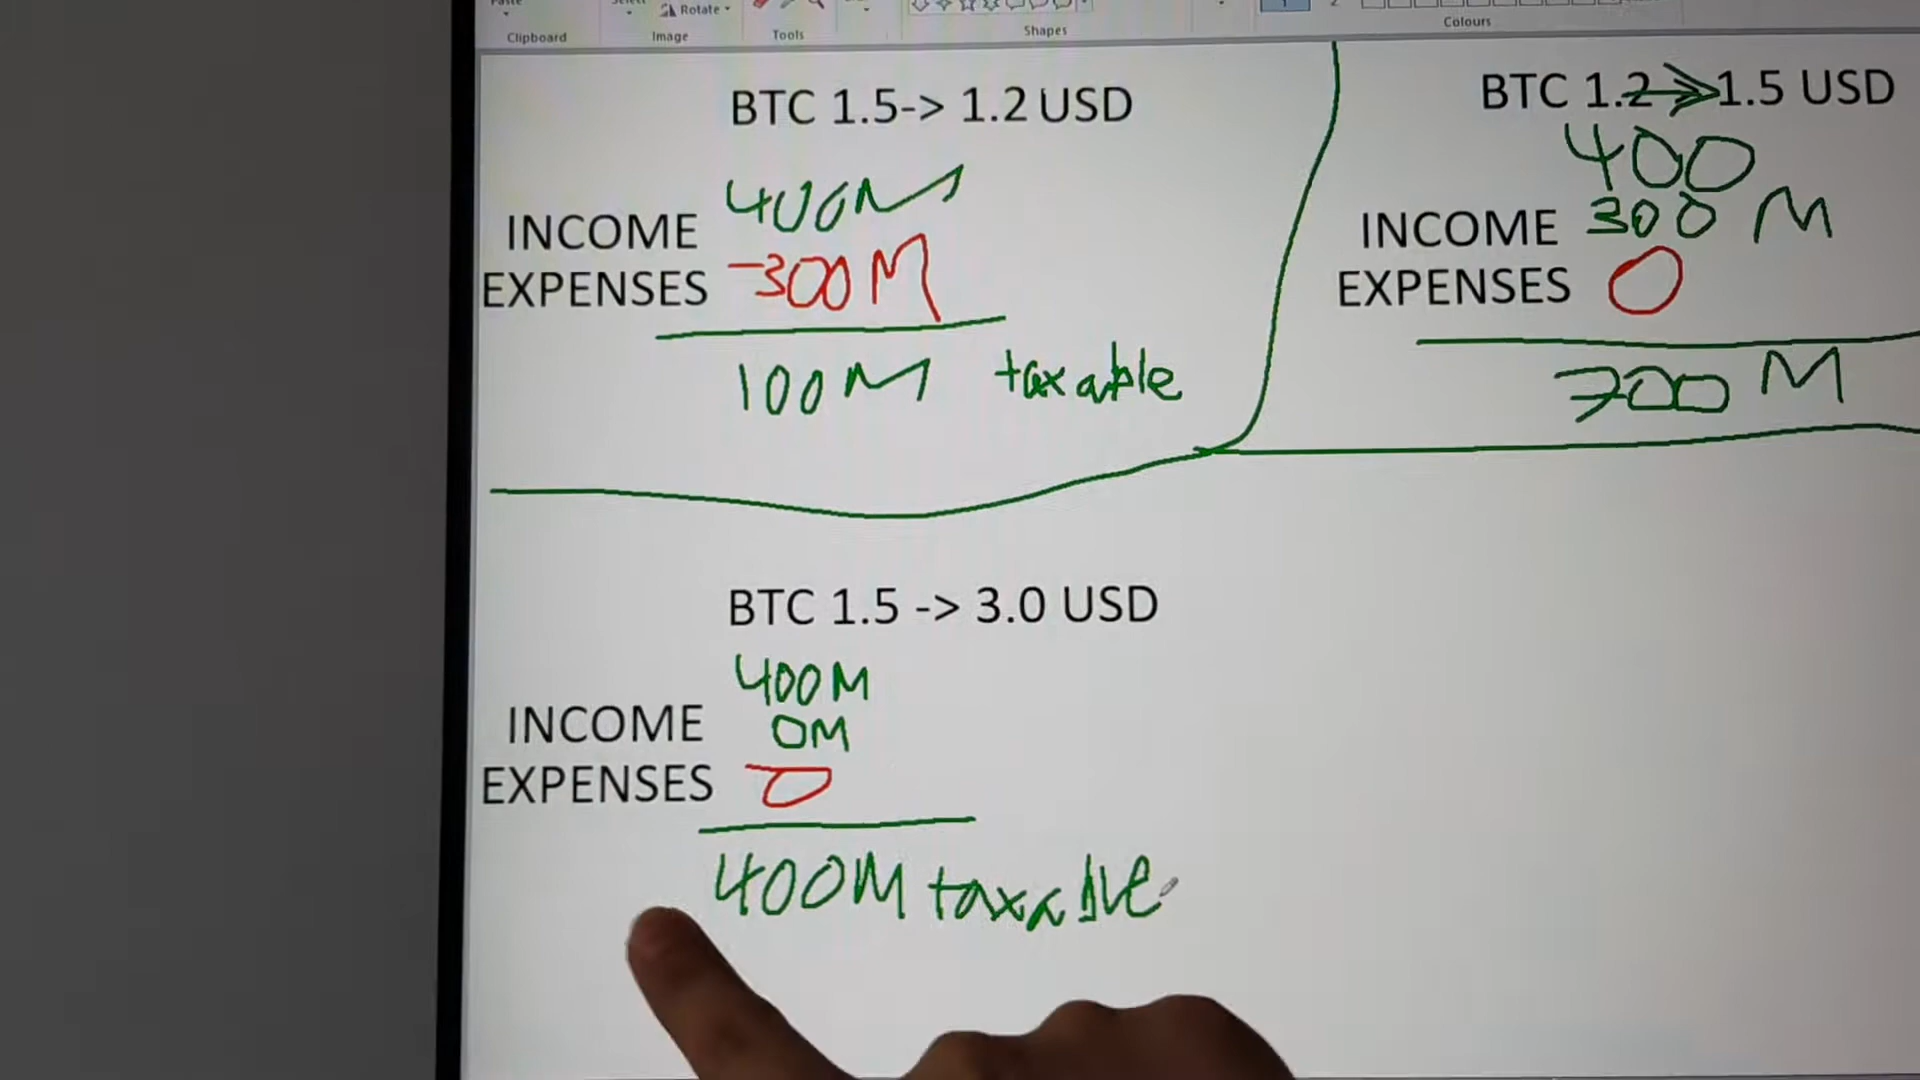 Rotate
Clipboard
Image
Tools
Shapes
1
2
Colours
BTC 1.5-> 1.2 USD
400M
INCOME
-300M
EXPENSES
100M taxable
BTC 1.2->1.5 USD
400
INCOME 300 M
EXPENSES 0
700 M
BTC 1.5 -> 3.0 USD
400M
INCOME 0M
EXPENSES 0
400M taxable